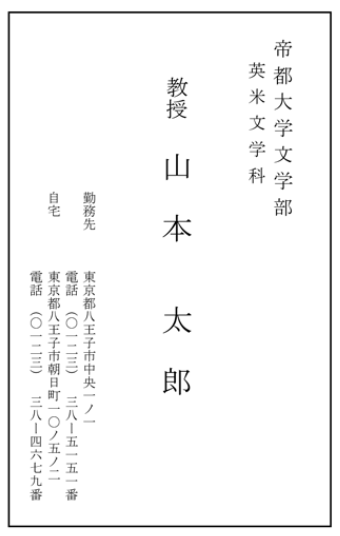 帝都大学文学部
英米文学科
教授　山本　太郎
勤務先　東京都八王子市中央一ノ一
電話　（〇一二三）　三八ー五一五一番
自宅　東京都八王子市朝日町一〇ノ五ノ二
電話　（〇一二三）　三八ー四六七九番